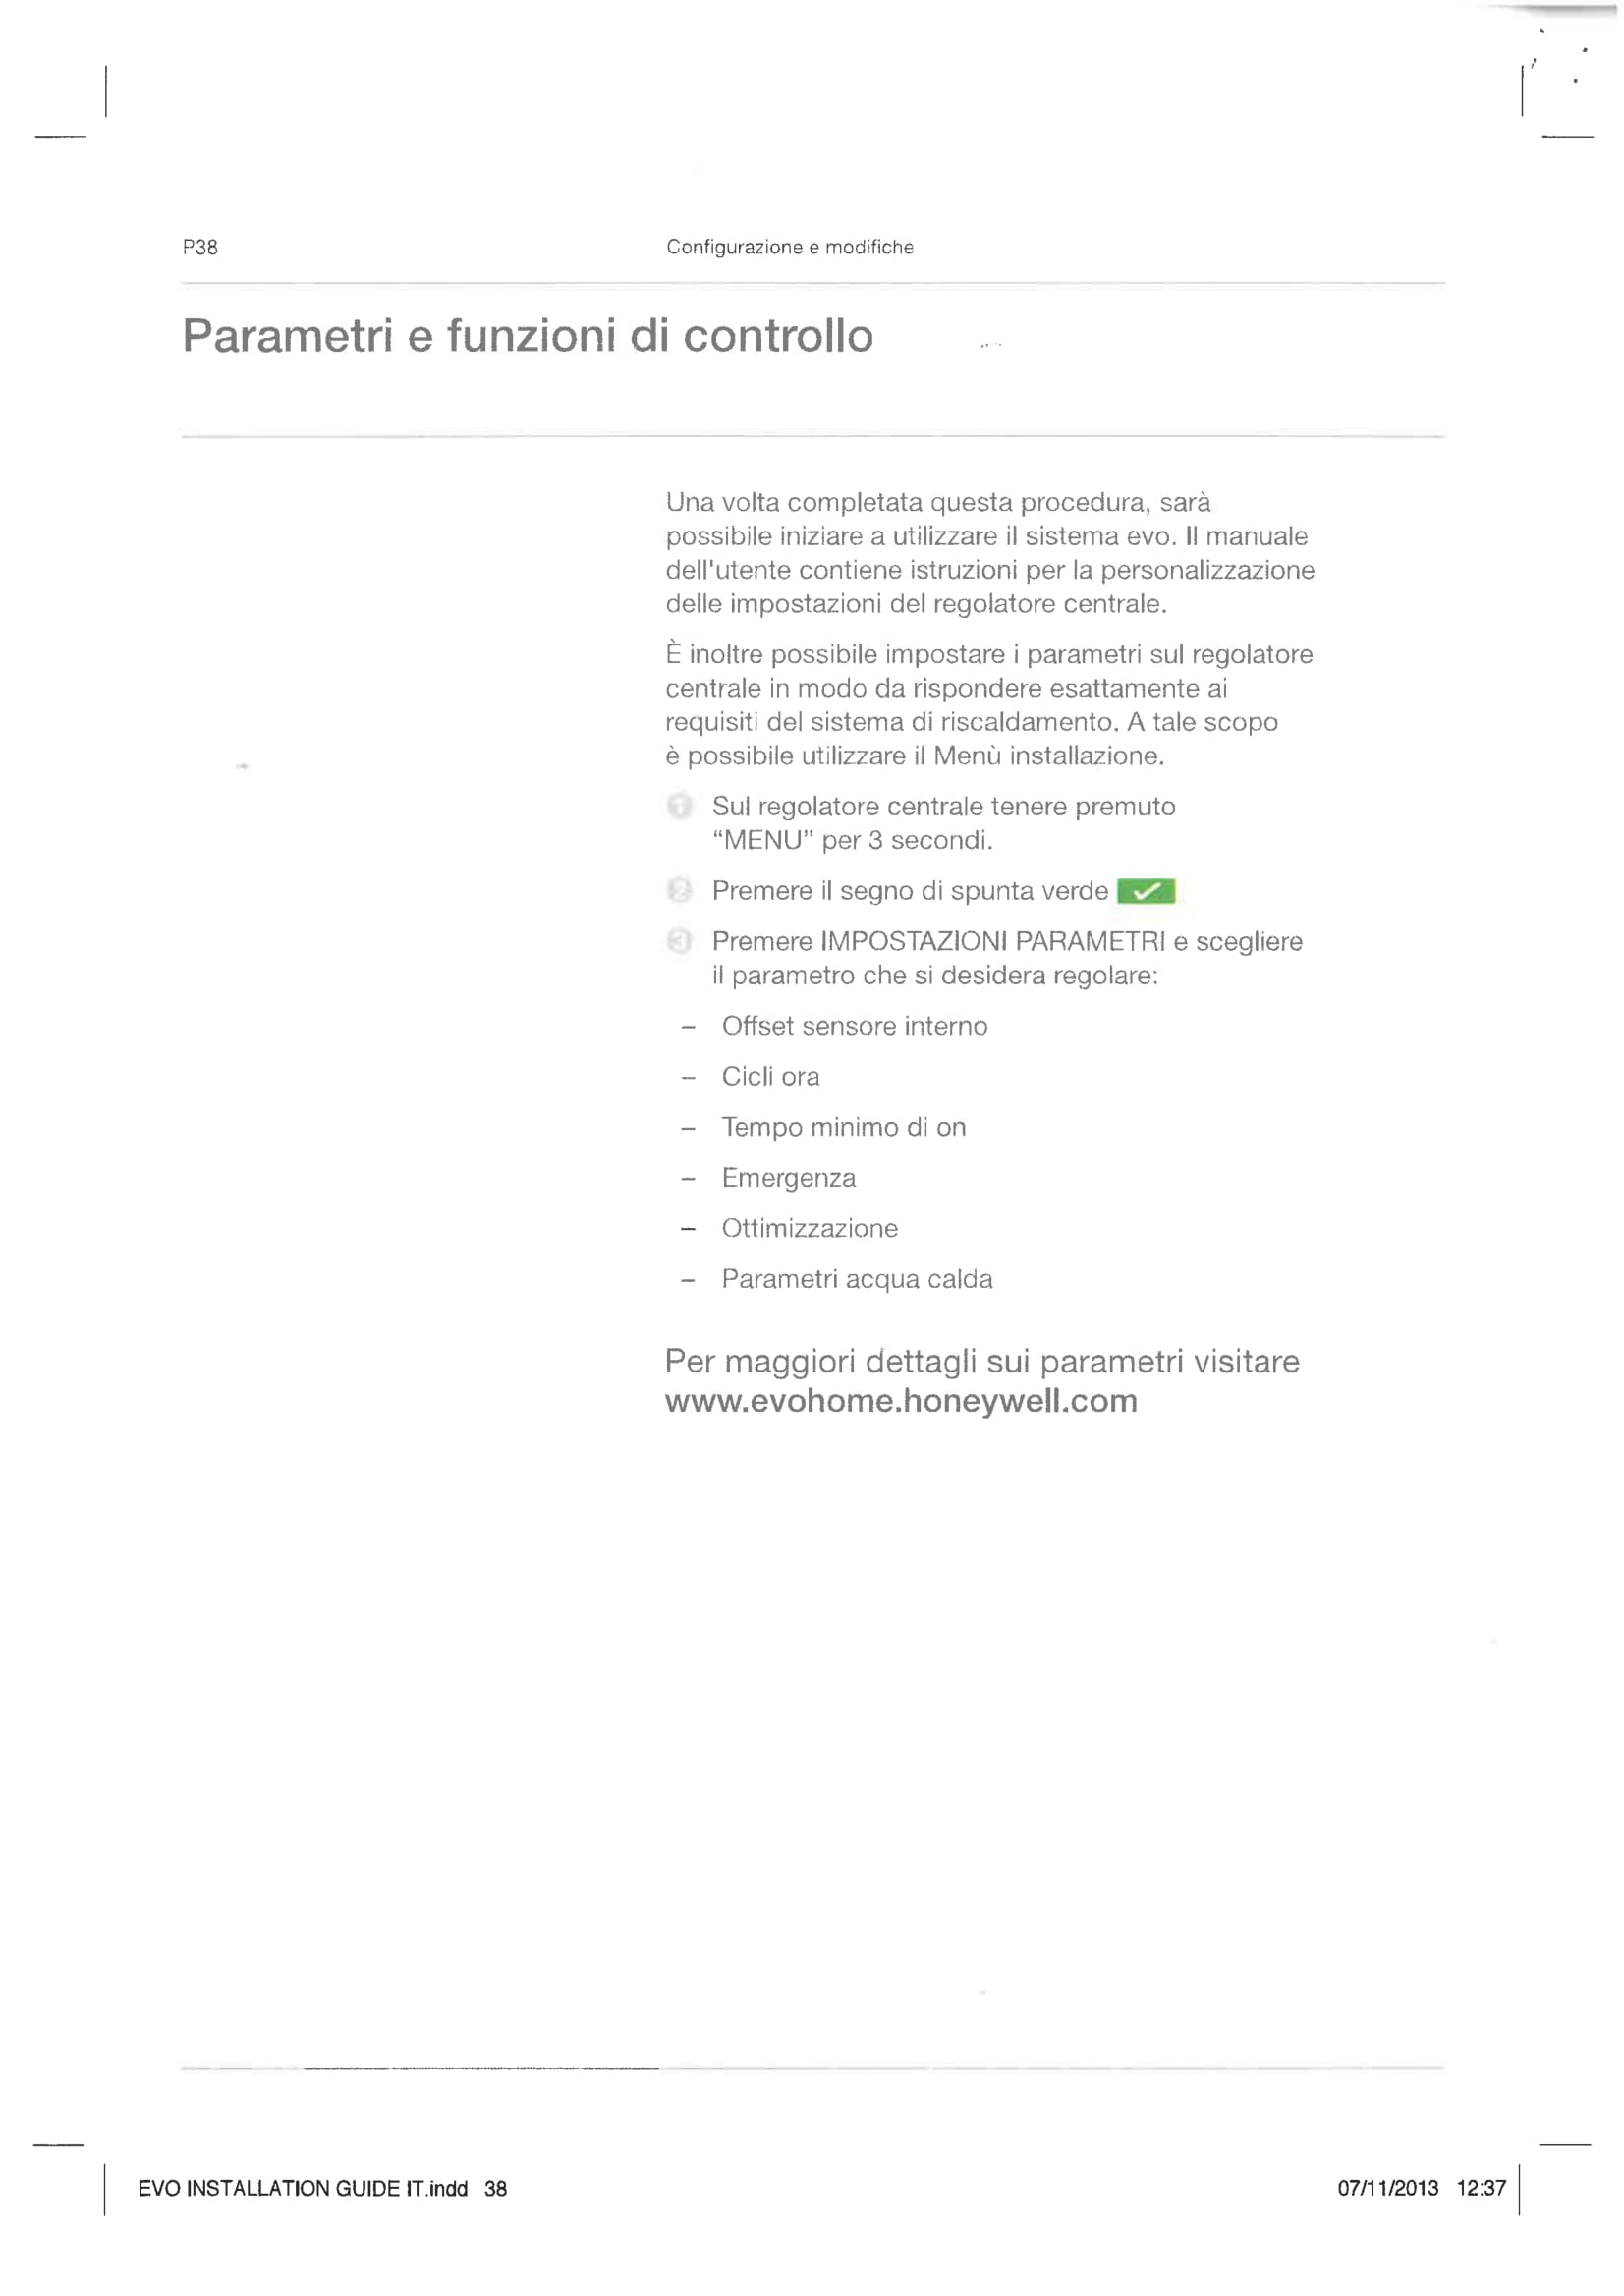 P38
Configurazione e modifiche
Parametri e funzioni di controllo
Una volta completata questa procedura, sarà
possibile iniziare a utilizzare il sistema evo. Il manuale
dell'utente contiene istruzioni per la personalizzazione
delle impostazioni del regolatore centrale.
È inoltre possibile impostare i parametri sul regolatore
centrale in modo da rispondere esattamente ai
requisiti del sistema di riscaldamento. A tale scopo
è possibile utilizzare il Menù installazione.
1 Sul regolatore centrale tenere premuto
“MENU” per 3 secondi.
2 Premere il segno di spunta verde
3 Premere IMPOSTAZIONI PARAMETRI e scegliere
il parametro che si desidera regolare:
– Offset sensore interno
– Cicli ora
– Tempo minimo di on
– Emergenza
– Ottimizzazione
– Parametri acqua calda
Per maggiori dettagli sui parametri visitare
www.evohome.honeywell.com
EVO INSTALLATION GUIDE IT.indd 38
07/11/2013 12:37